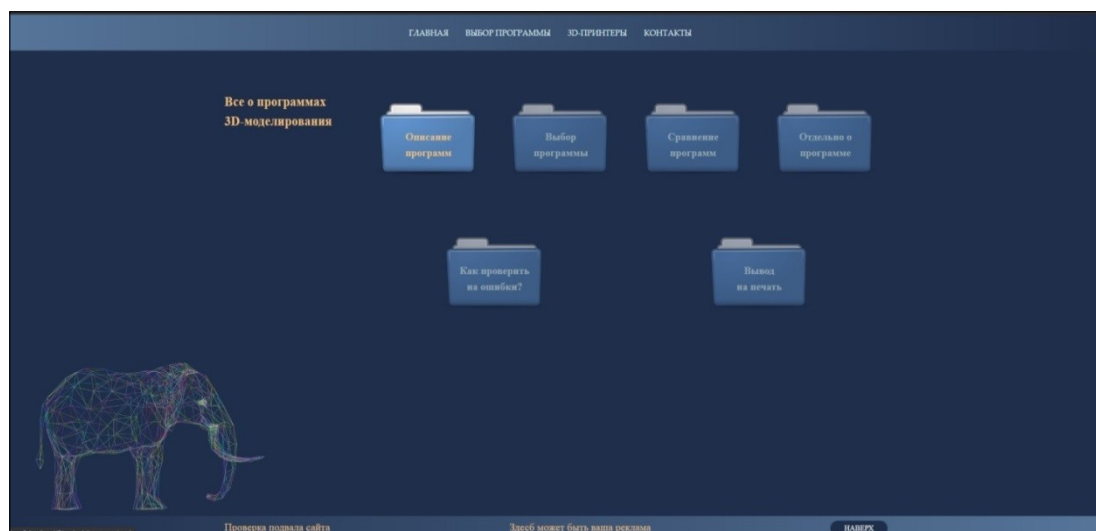 ГЛАВНАЯ ВЫБОР ПРОГРАММЫ 3D-ПРИНТЕРЫ КОНТАКТЫ
Все о программах
3D-моделирования
Описание
программ
Выбор
программы
Сравнение
программ
Отдельно о
программе
Как проверить
на ошибки?
Вывод
на печать
Проверка подвала сайта
Здесб может быть ваша реклама
НАВЕРХ